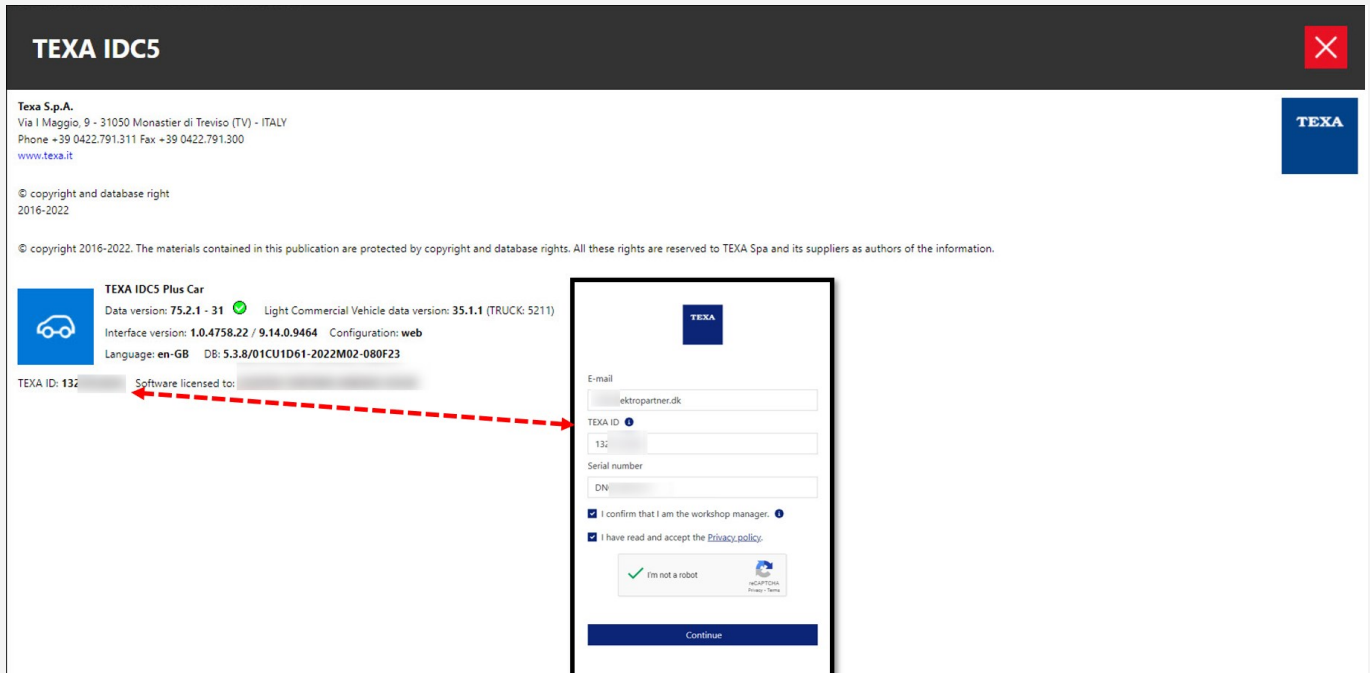 TEXA IDC5
Texa S.p.A.
Via I Maggio, 9 - 31050 Monastier di Treviso (TV) - ITALY
Phone +39 0422.791.311 Fax +39 0422.791.300
www.texa.it
TEXA
© copyright and database right
2016-2022
© copyright 2016-2022. The materials contained in this publication are protected by copyright and database rights. All these rights are reserved to TEXA Spa and its suppliers as authors of the information.
TEXA IDC5 Plus Car
Data version: 75.2.1 - 31 Light Commercial Vehicle data version: 35.1.1 (TRUCK: 5211)
Interface version: 1.0.4758.22 / 9.14.0.9464 Configuration: web
Language: en-GB DB: 5.3.8/01CU1D61-2022M02-080F23
TEXA ID: 132 Software licensed to:
TEXA
E-mail
ektropartner.dk
TEXA ID
132
Serial number
DN
I confirm that I am the workshop manager.
I have read and accept the Privacy policy.
I'm not a robot
reCAPTCHA
Privacy - Terms
Continue